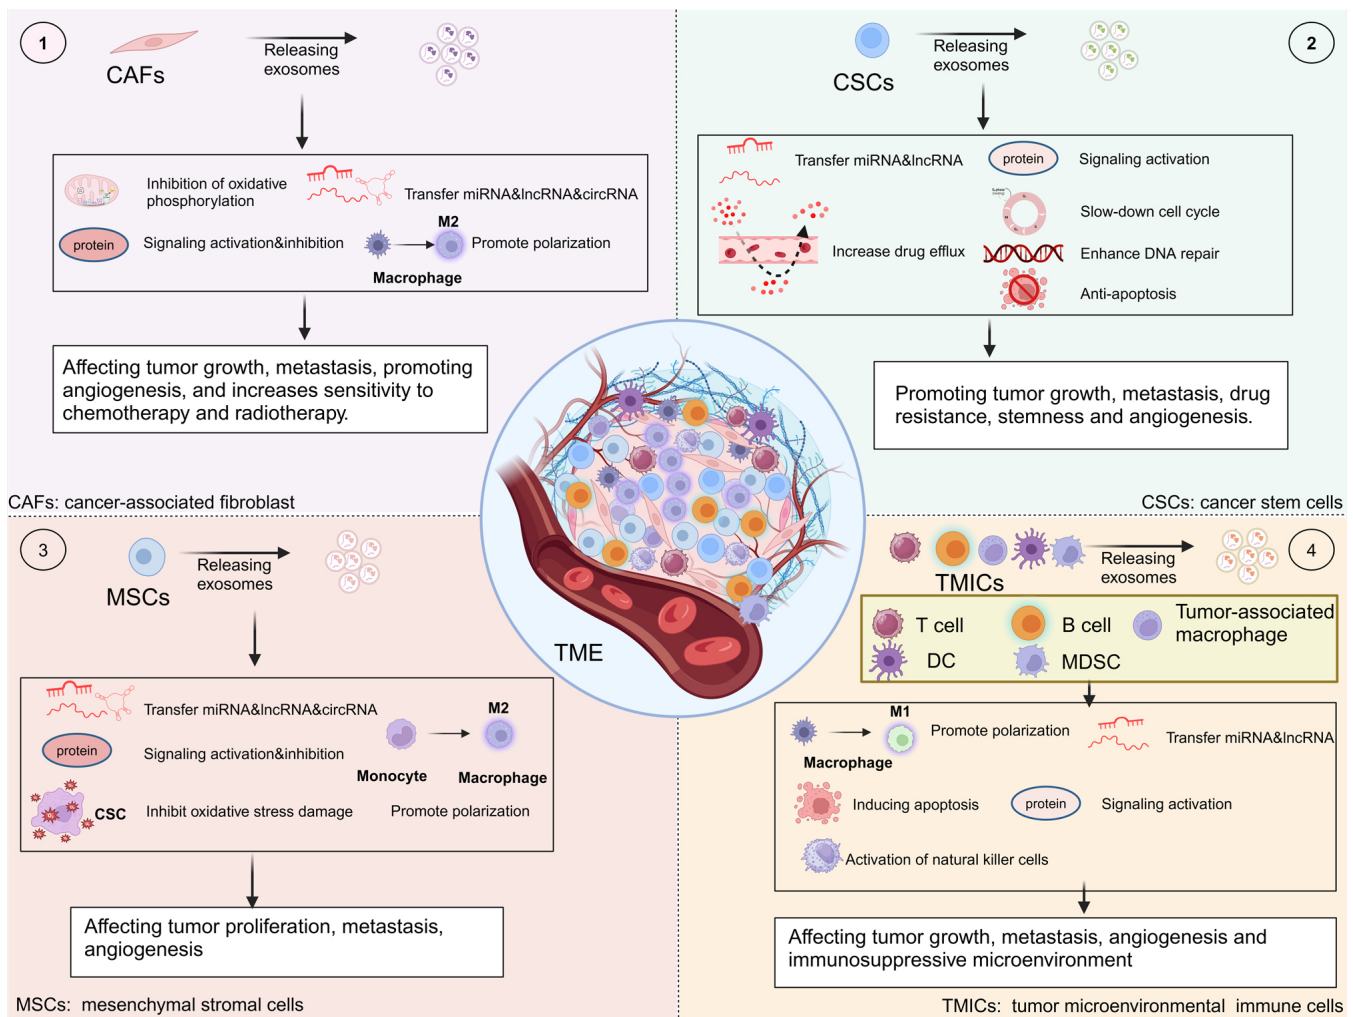 1
CAFs
Releasing
exosomes
Inhibition of oxidative
phosphorylation
Transfer miRNA&lncRNA&circRNA
protein
Signaling activation&inhibition
M2
Promote polarization
Macrophage
Affecting tumor growth, metastasis, promoting
angiogenesis, and increases sensitivity to
chemotherapy and radiotherapy.
CAFs: cancer-associated fibroblast
2
CSCs
Releasing
exosomes
Transfer miRNA&lncRNA
protein
Signaling activation
Slow-down cell cycle
Increase drug efflux
Enhance DNA repair
Anti-apoptosis
Promoting tumor growth, metastasis, drug
resistance, stemness and angiogenesis.
CSCs: cancer stem cells
TME
3
MSCs
Releasing
exosomes
Transfer miRNA&lncRNA&circRNA
M2
protein
Signaling activation&inhibition
Monocyte
Macrophage
CSC
Inhibit oxidative stress damage
Promote polarization
Affecting tumor proliferation, metastasis,
angiogenesis
MSCs: mesenchymal stromal cells
4
TMICs
Releasing
exosomes
T cell
B cell
Tumor-associated
macrophage
DC
MDSC
M1
Promote polarization
Macrophage
Transfer miRNA&lncRNA
Inducing apoptosis
protein
Signaling activation
Activation of natural killer cells
Affecting tumor growth, metastasis, angiogenesis and
immunosuppressive microenvironment
TMICs: tumor microenvironmental immune cells